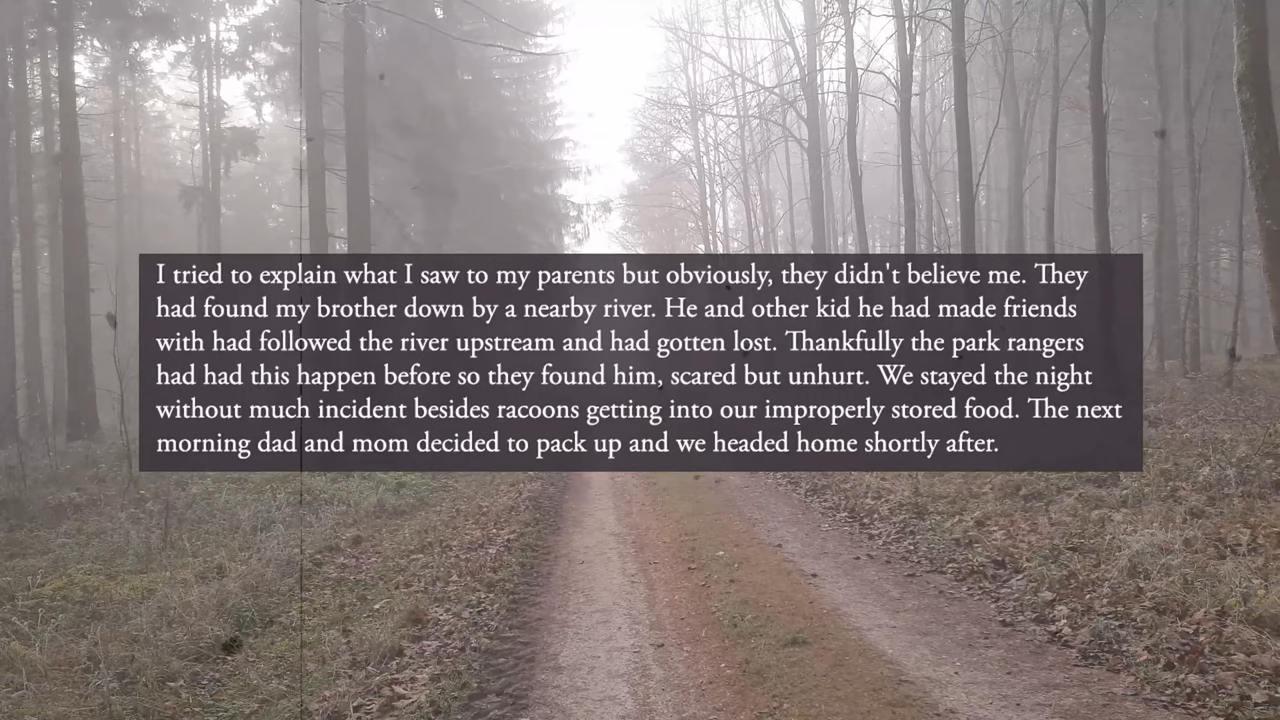 I tried to explain what I saw to my parents but obviously, they didn't believe me. They
had found my brother down by a nearby river. He and other kid he had made friends
with had followed the river upstream and had gotten lost. Thankfully the park rangers
had had this happen before so they found him, scared but unhurt. We stayed the night
without much incident besides racoons getting into our improperly stored food. The next
morning dad and mom decided to pack up and we headed home shortly after.